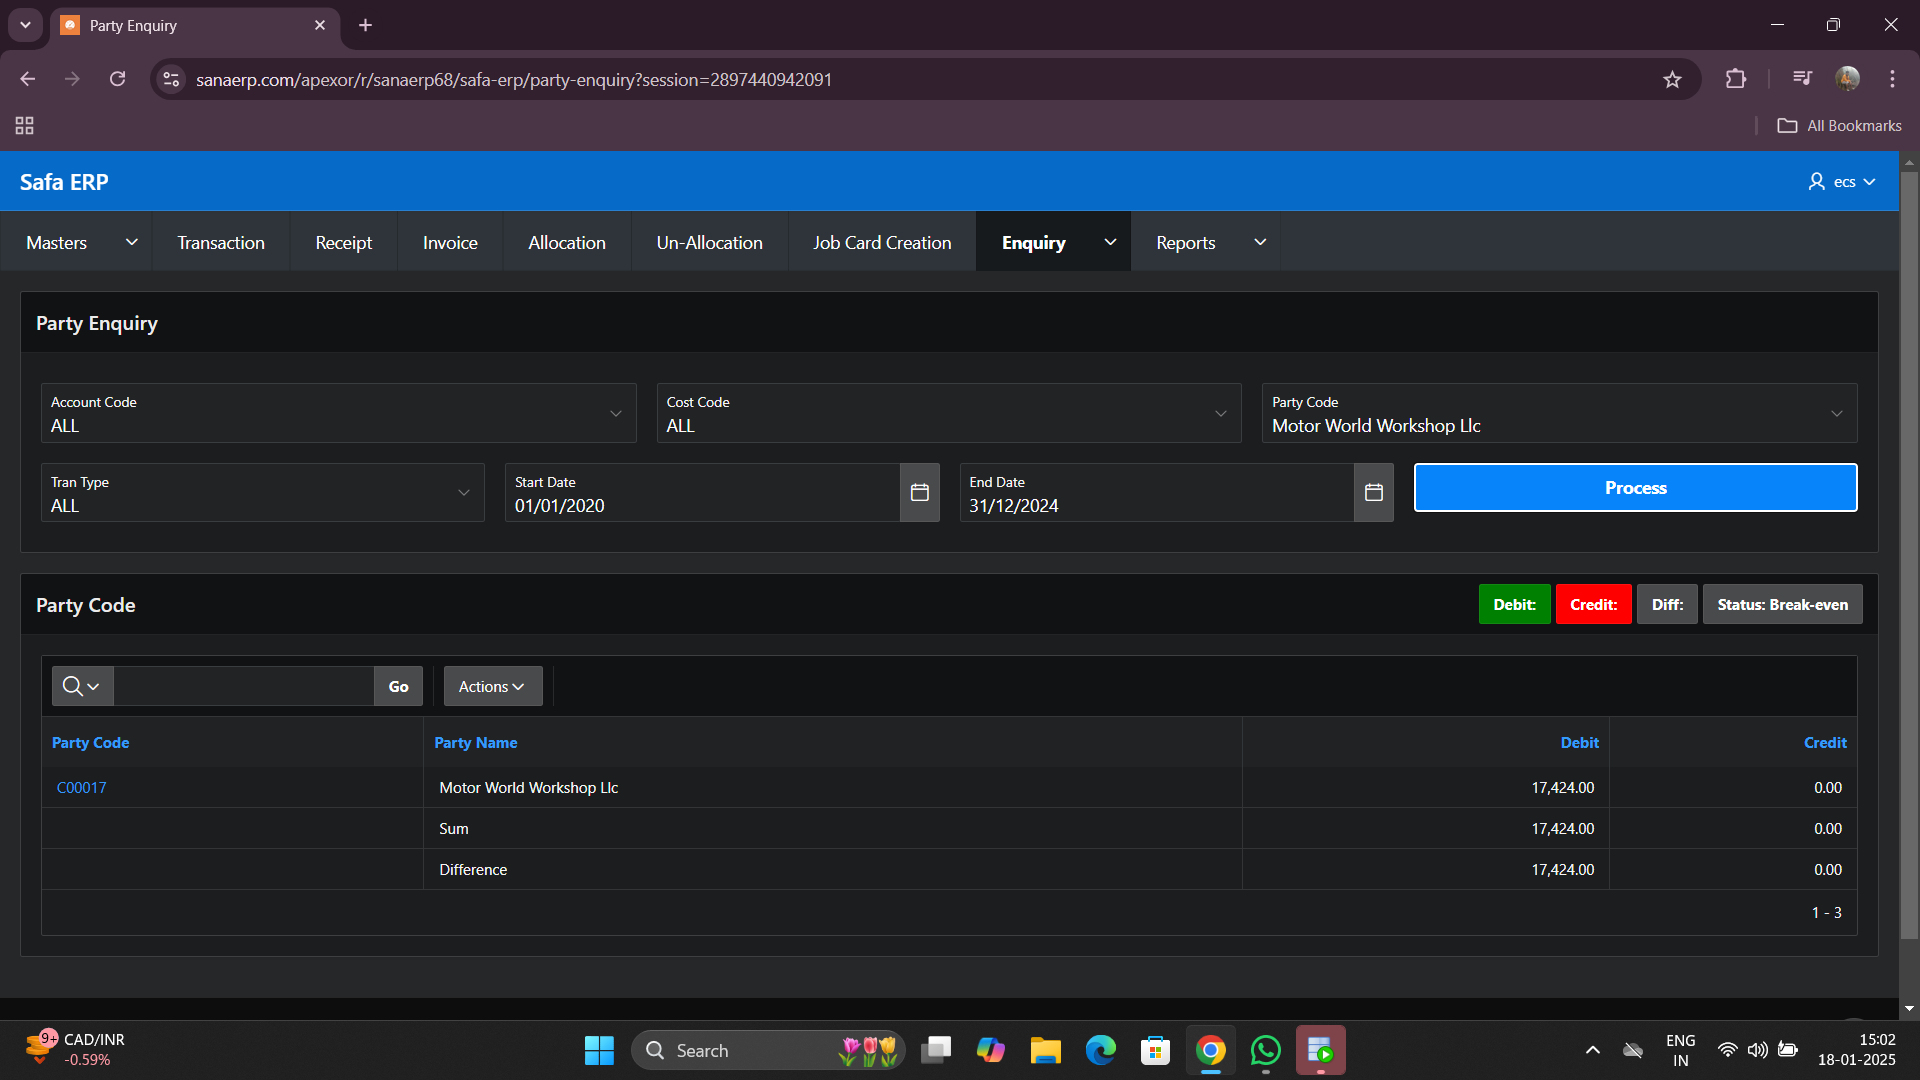 Party Enquiry
sanaerp.com/apexor/r/sanaerp68/safa-erp/party-enquiry?session=2897440942091
All Bookmarks
Safa ERP
ecs
Masters Transaction Receipt Invoice Allocation Un-Allocation Job Card Creation Enquiry Reports
Party Enquiry
Account Code Cost Code Party Code
ALL ALL Motor World Workshop Llc
Tran Type Start Date End Date
ALL 01/01/2020 31/12/2024 Process
Party Code Debit: Credit: Diff: Status: Break-even
Go Actions
Party Code Party Name Debit Credit
C00017 Motor World Workshop Llc 17,424.00 0.00
Sum 17,424.00 0.00
Difference 17,424.00 0.00
1 - 3
9+ CAD/INR
-0.59%
Search
ENG
IN
15:02
18-01-2025